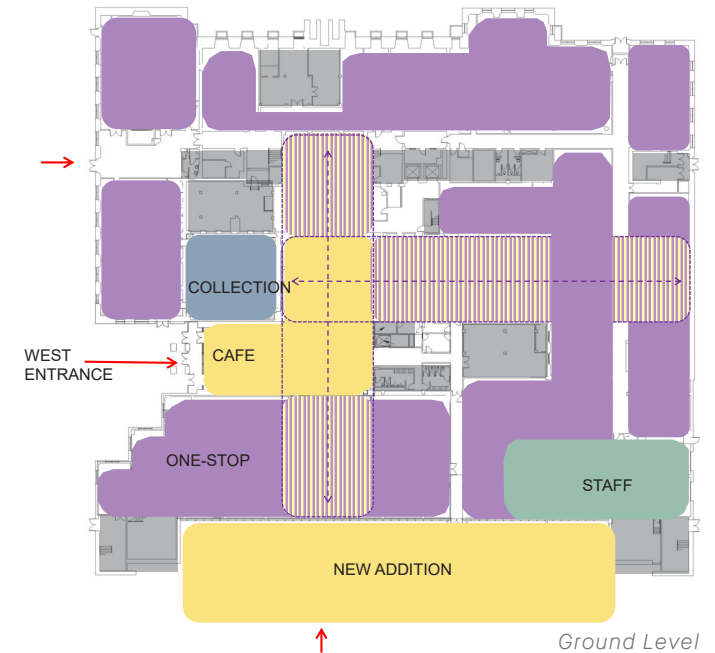 COLLECTION
WEST
ENTRANCE
CAFE
ONE-STOP
STAFF
NEW ADDITION
Ground Level